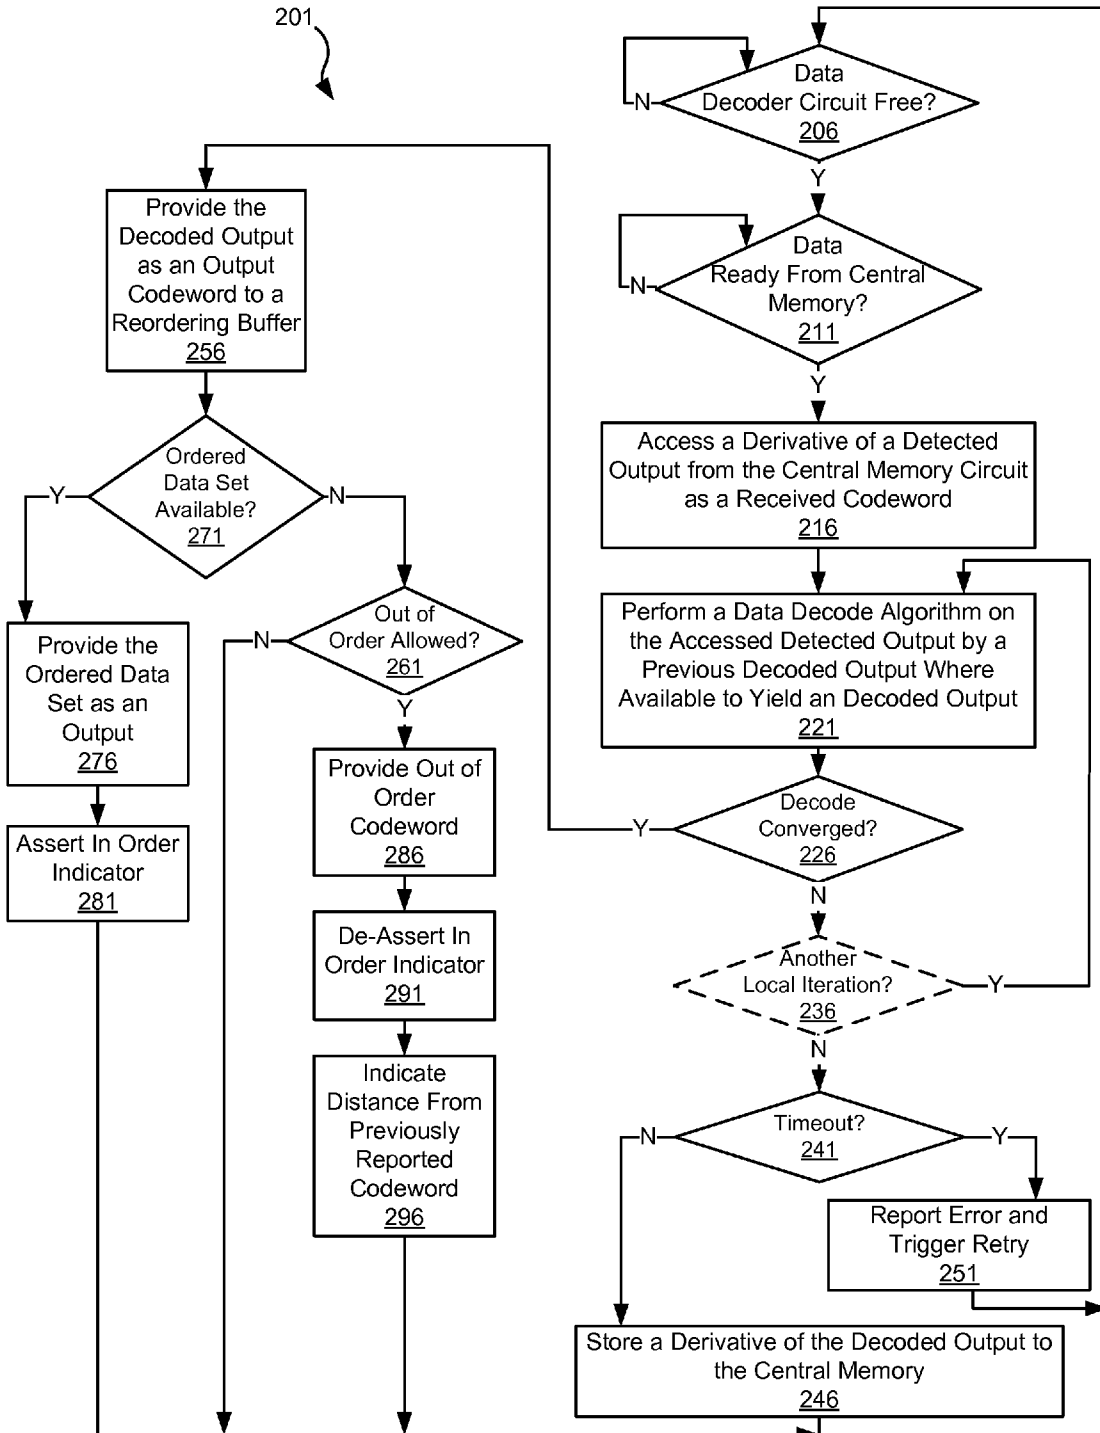 201
Data
Decoder Circuit Free?
206
N
Y
Data
Ready From Central
Memory?
211
N
Y
Access a Derivative of a Detected
Output from the Central Memory Circuit
as a Received Codeword
216
Perform a Data Decode Algorithm on
the Accessed Detected Output by a
Previous Decoded Output Where
Available to Yield an Decoded Output
221
Decode
Converged?
226
Y
N
Another
Local Iteration?
236
Y
N
Timeout?
241
N
Y
Report Error and
Trigger Retry
251
Store a Derivative of the Decoded Output to
the Central Memory
246
Provide the
Decoded Output
as an Output
Codeword to a
Reordering Buffer
256
Ordered
Data Set
Available?
271
Y
N
Provide the
Ordered Data
Set as an
Output
276
Assert In Order
Indicator
281
Out of
Order Allowed?
261
N
Y
Provide Out of
Order
Codeword
286
De-Assert In
Order Indicator
291
Indicate
Distance From
Previously
Reported
Codeword
296